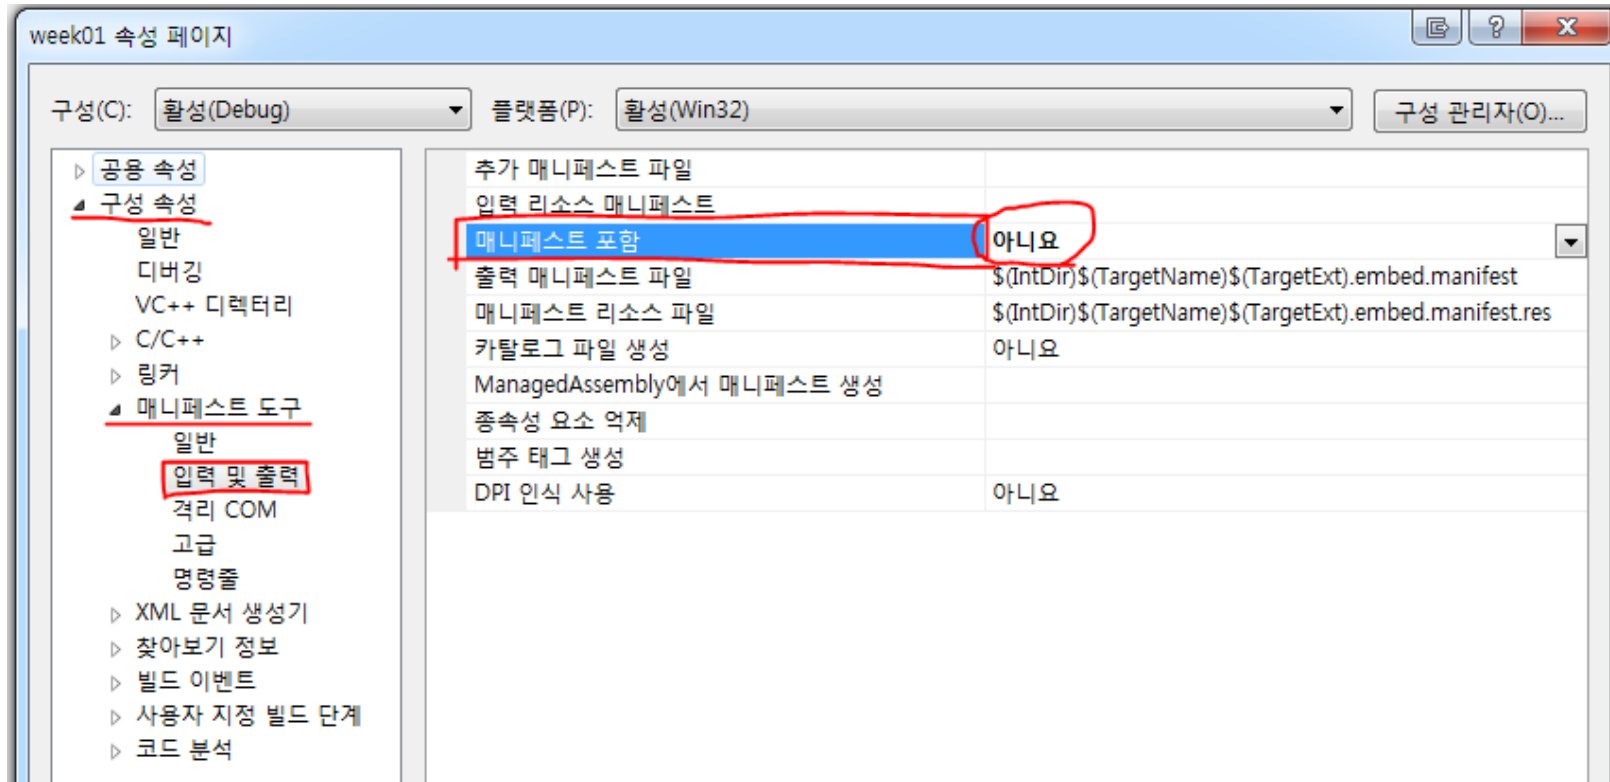 week01 속성 페이지
구성(C): 활성(Debug) 플랫폼(P): 활성(Win32) 구성 관리자(O)...
공용 속성
구성 속성
일반
디버깅
VC++ 디렉터리
C/C++
링커
매니페스트 도구
일반
입력 및 출력
격리 COM
고급
명령줄
XML 문서 생성기
찾아보기 정보
빌드 이벤트
사용자 지정 빌드 단계
코드 분석
추가 매니페스트 파일
입력 리소스 매니페스트
매니페스트 포함 아니요
출력 매니페스트 파일 $(IntDir)$(TargetName)$(TargetExt).embed.manifest
매니페스트 리소스 파일 $(IntDir)$(TargetName)$(TargetExt).embed.manifest.res
카탈로그 파일 생성 아니요
ManagedAssembly에서 매니페스트 생성
종속성 요소 억제
범주 태그 생성
DPI 인식 사용 아니요